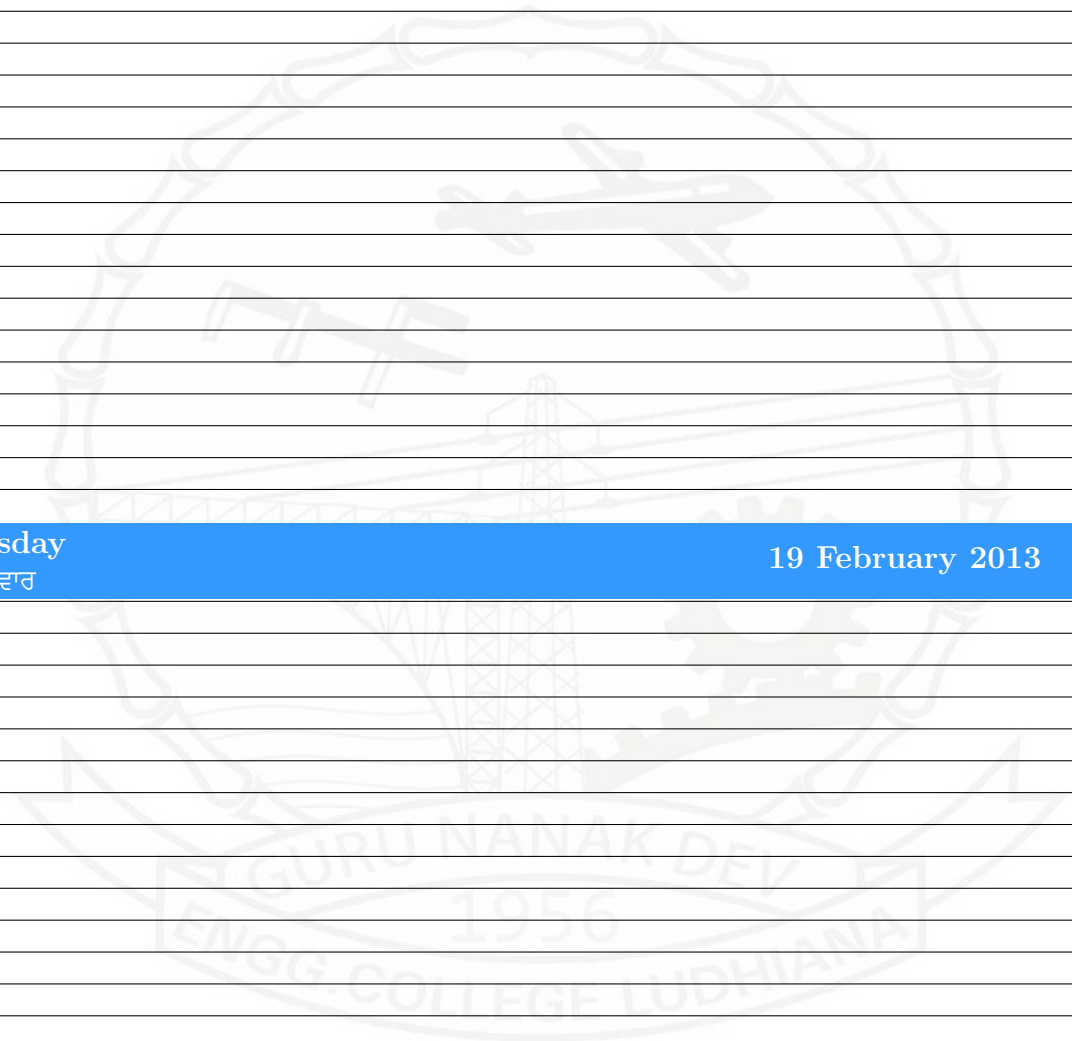 sday
19 February 2013
ਵਾਰ
GURU NANAK DEV
1956
ENGG. COLLEGE LUDHIANA